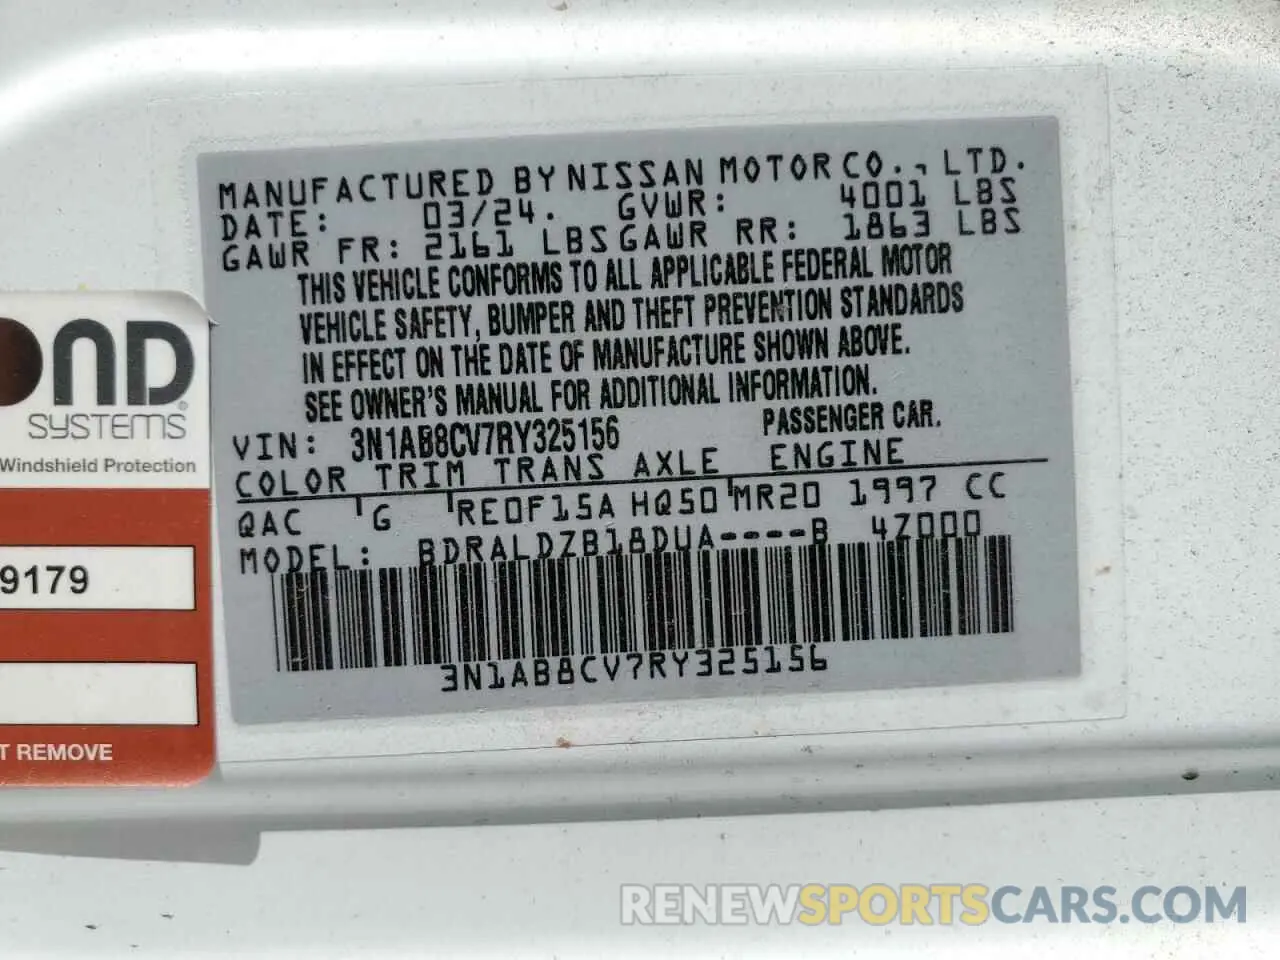 MANUFACTURED BY NISSAN MOTOR CO., LTD.
DATE: 03/24. GVWR: 4001 LBS
GAWR FR: 2161 LBS GAWR RR: 1863 LBS
THIS VEHICLE CONFORMS TO ALL APPLICABLE FEDERAL MOTOR
VEHICLE SAFETY, BUMPER AND THEFT PREVENTION STANDARDS
IN EFFECT ON THE DATE OF MANUFACTURE SHOWN ABOVE.
SEE OWNER'S MANUAL FOR ADDITIONAL INFORMATION.
VIN: 3N1AB8CV7RY325156 PASSENGER CAR.
COLOR TRIM TRANS AXLE ENGINE
QAC G RE0F15A HQ50 MR20 1997 CC
MODEL: BDRALDZB18DUA----B 4Z000
3N1AB8CV7RY325156
OND
SYSTEMS®
Windshield Protection
9179
T REMOVE
RENEWSPORTSCARS.COM